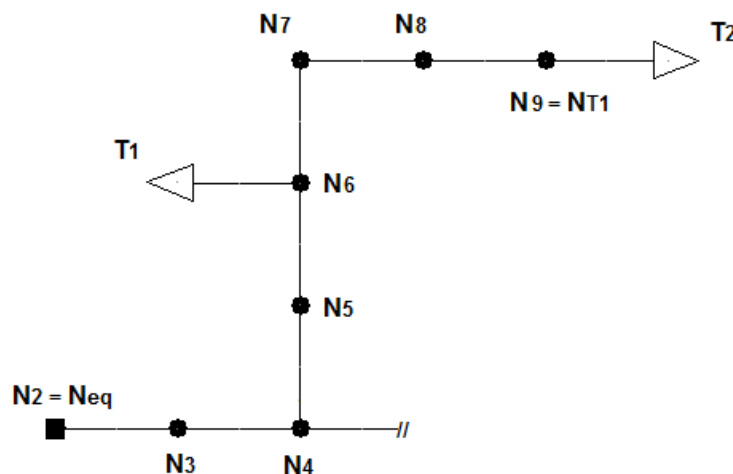 N7
N8
T2
N9 = NT1
T1
N6
N5
N2 = Neq
//
N3
N4